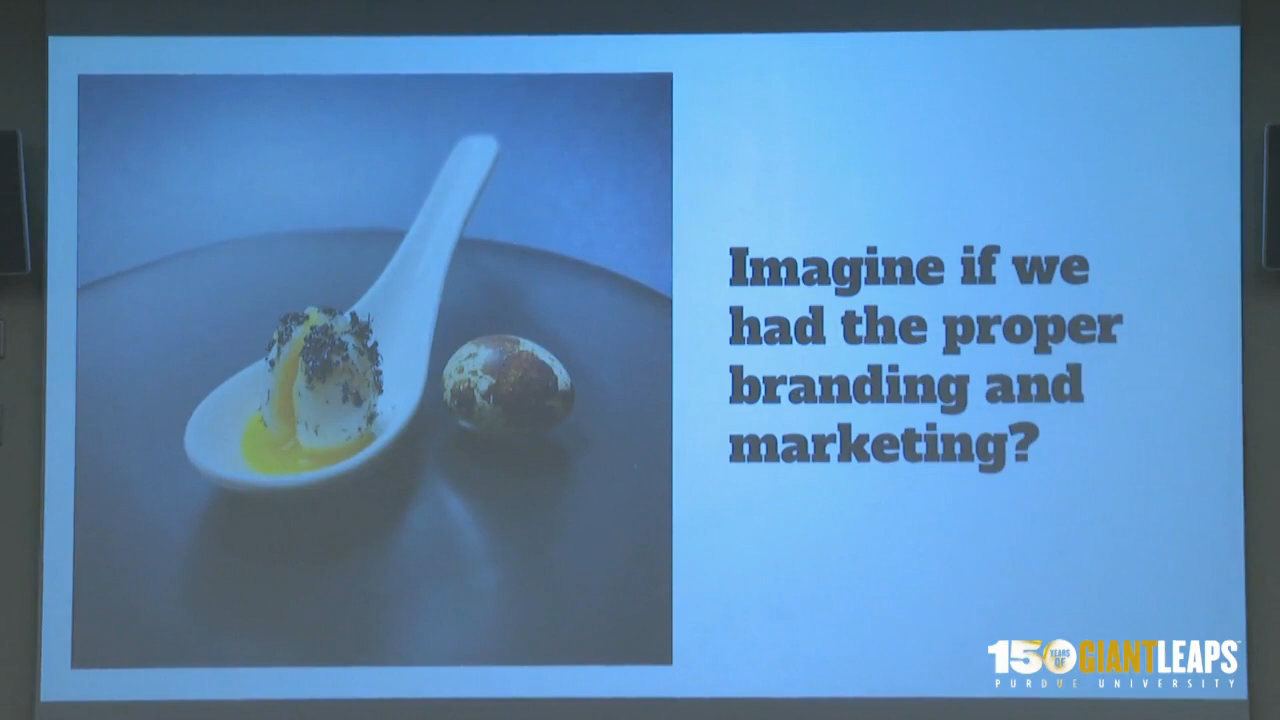 Imagine if we
had the proper
branding and
marketing?
150 YEARS OF GIANT LEAPS
PURDUE UNIVERSITY